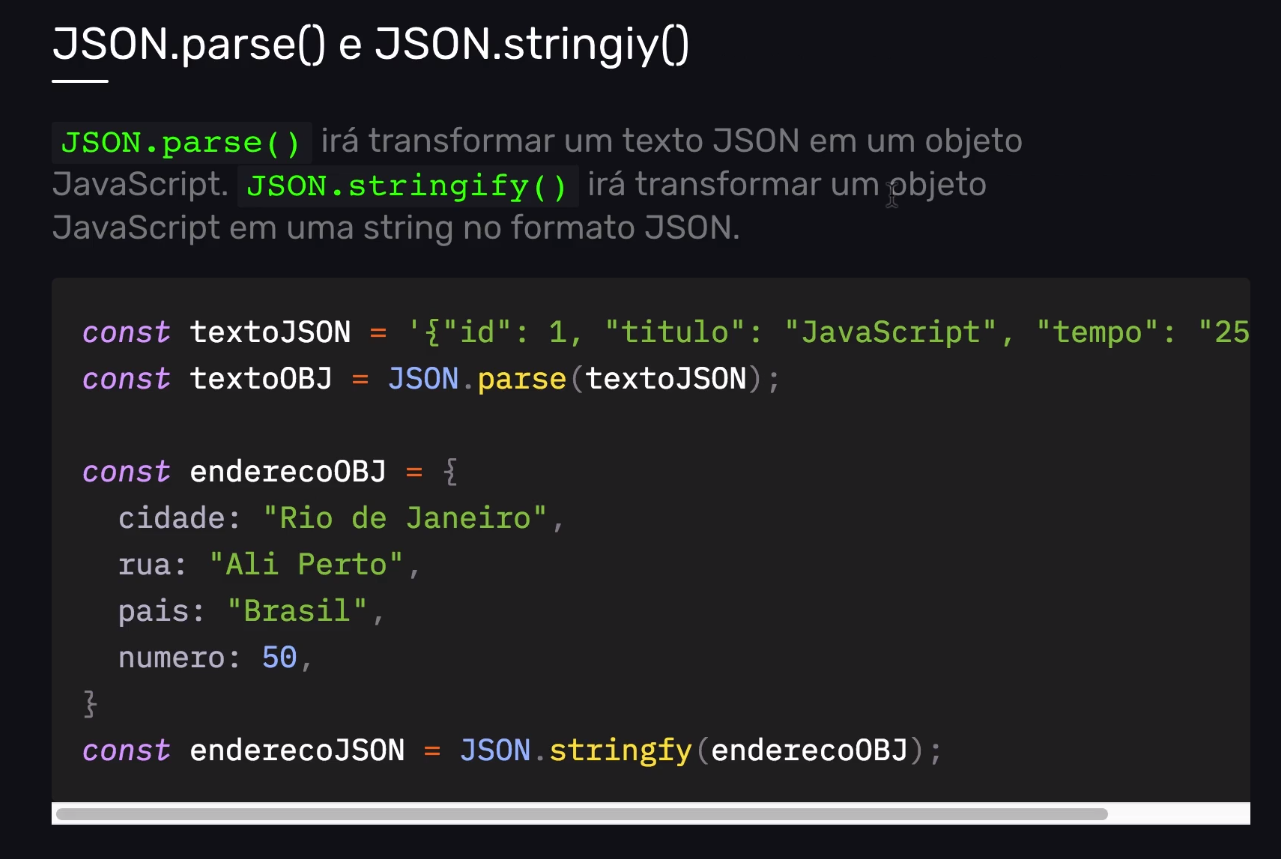 JSON.parse() e JSON.stringiy()
JSON.parse() irá transformar um texto JSON em um objeto
JavaScript. JSON.stringify() irá transformar um objeto
JavaScript em uma string no formato JSON.
const textoJSON = '{"id": 1, "titulo": "JavaScript", "tempo": "25
const textoOBJ = JSON.parse(textoJSON);
const enderecoOBJ = {
cidade: "Rio de Janeiro",
rua: "Ali Perto",
pais: "Brasil",
numero: 50,
}
const enderecoJSON = JSON.stringfy(enderecoOBJ);